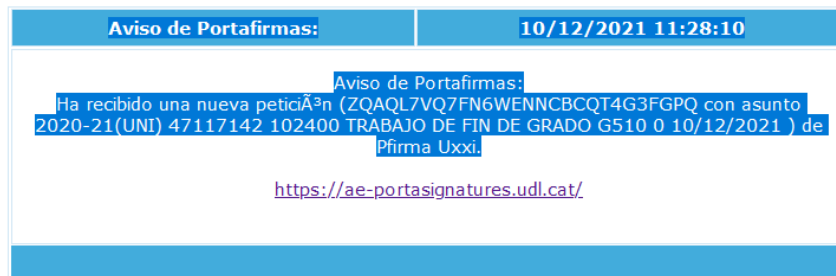 Aviso de Portafirmas: 10/12/2021 11:28:10
Aviso de Portafirmas:
Ha recibido una nueva peticiÃ³n (ZQAQL7VQ7FN6WENNCBCQT4G3FGPQ con asunto
2020-21(UNI) 47117142 102400 TRABAJO DE FIN DE GRADO G510 0 10/12/2021 ) de
Pfirma Uxxi.
https://ae-portasignatures.udl.cat/